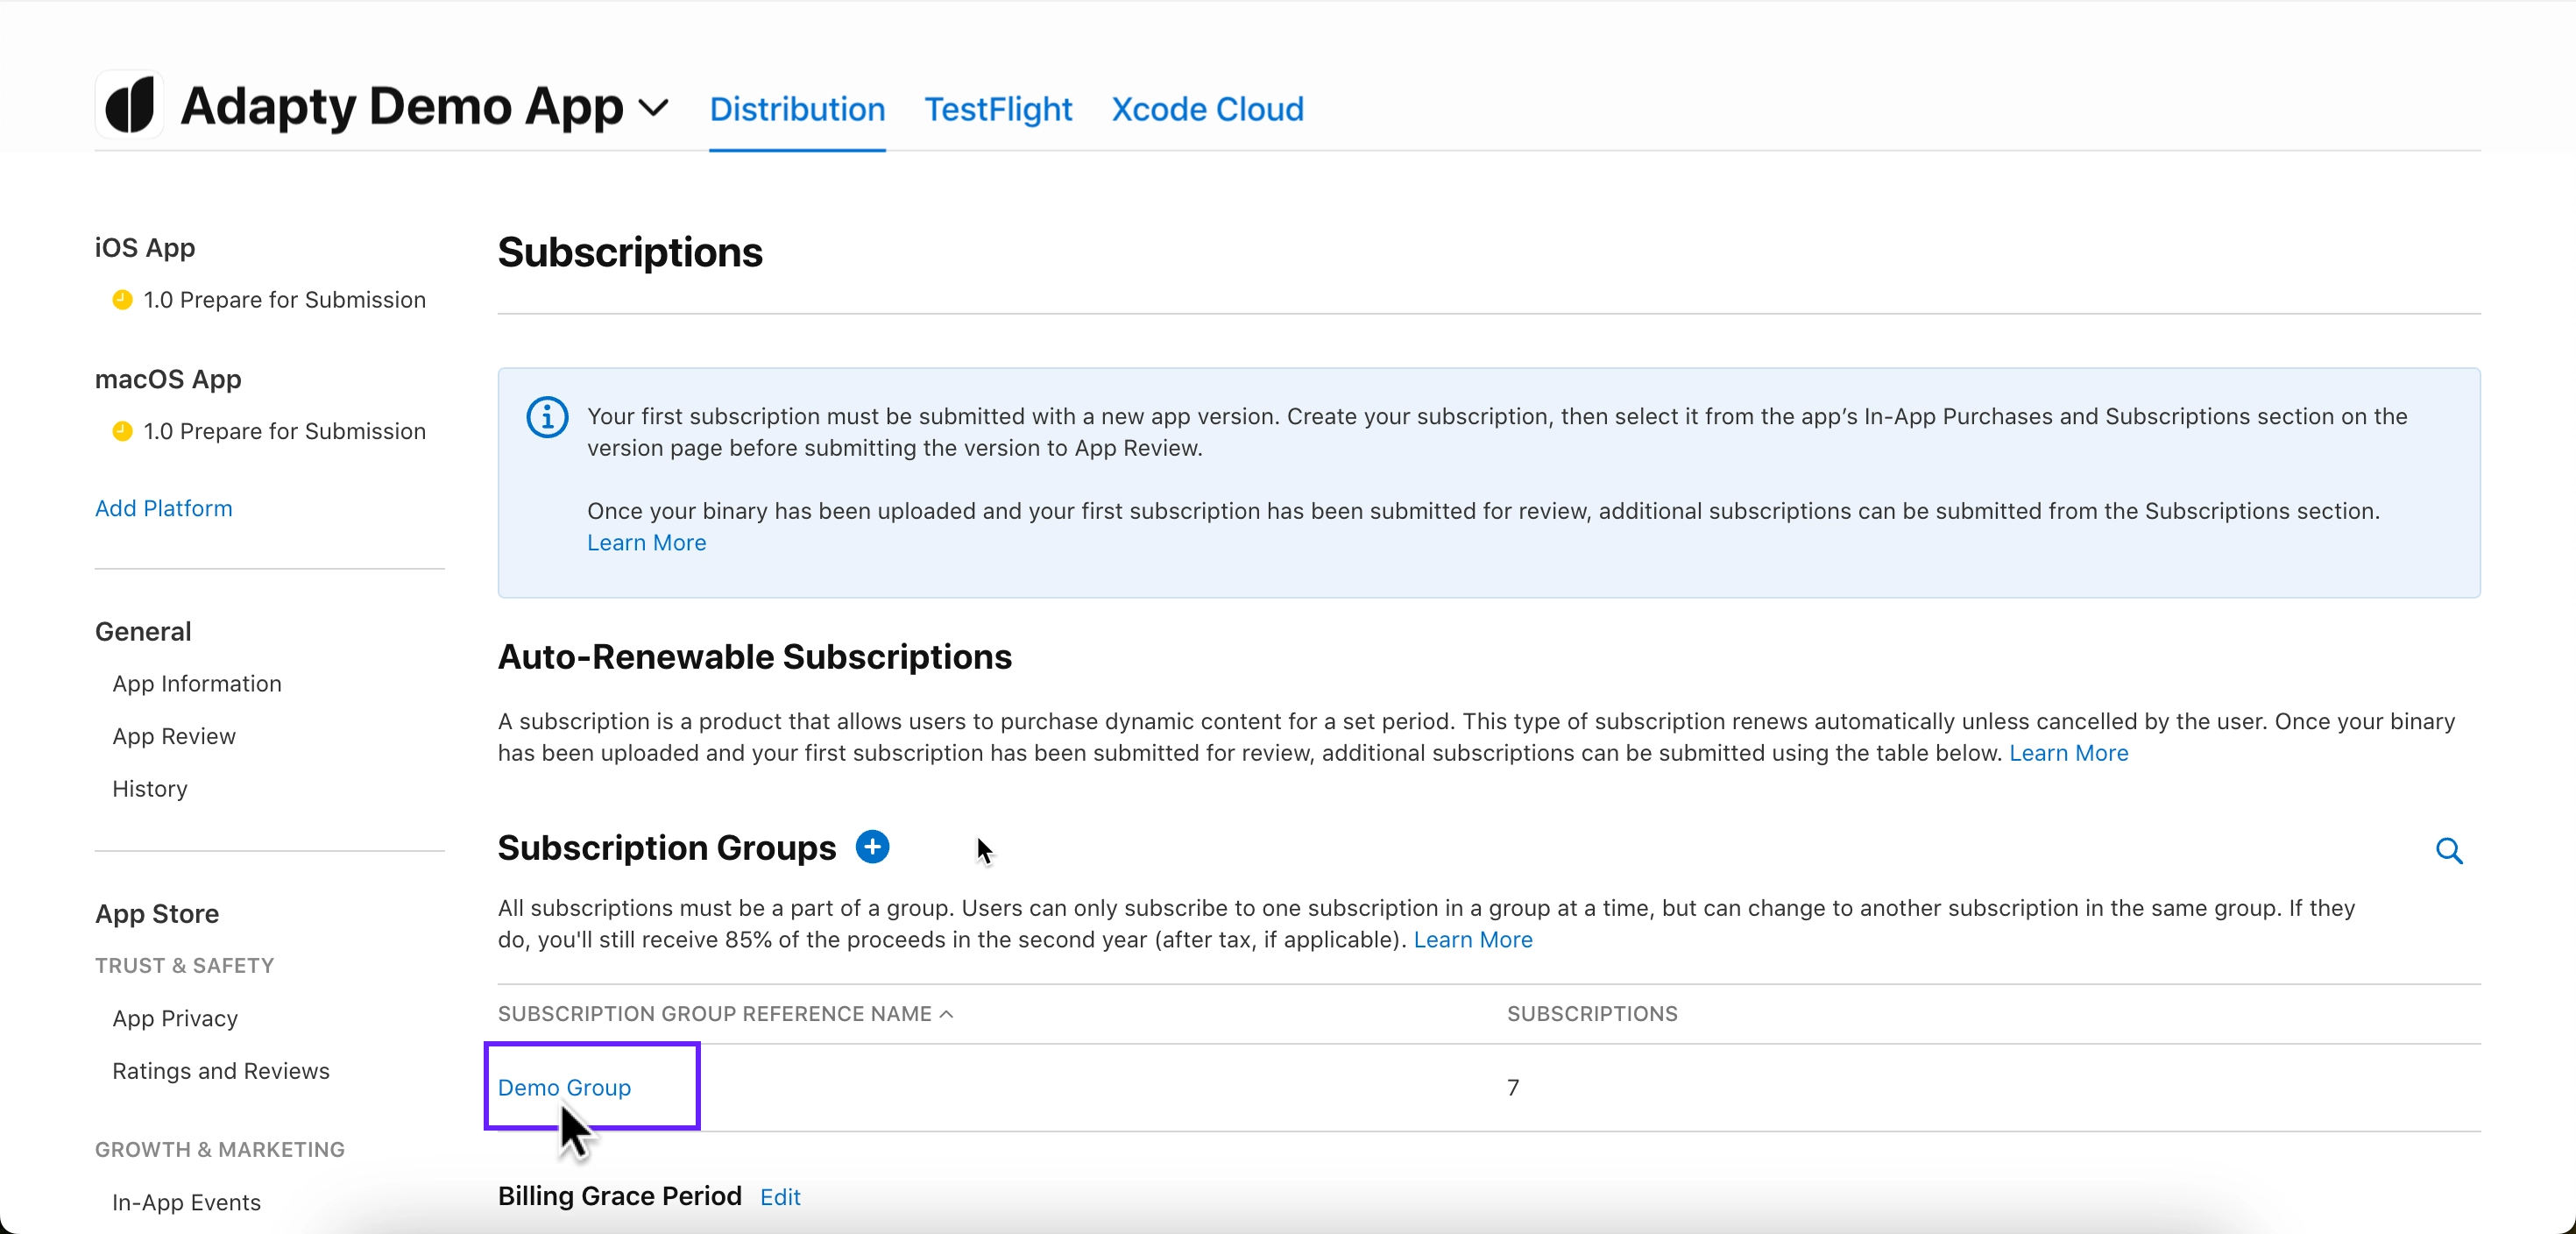 Adapty Demo App
Distribution
TestFlight
Xcode Cloud
iOS App
1.0 Prepare for Submission
macOS App
1.0 Prepare for Submission
Add Platform
General
App Information
App Review
History
App Store
TRUST & SAFETY
App Privacy
Ratings and Reviews
GROWTH & MARKETING
In-App Events
Subscriptions
Your first subscription must be submitted with a new app version. Create your subscription, then select it from the app’s In-App Purchases and Subscriptions section on the
version page before submitting the version to App Review.
Once your binary has been uploaded and your first subscription has been submitted for review, additional subscriptions can be submitted from the Subscriptions section.
Learn More
Auto-Renewable Subscriptions
A subscription is a product that allows users to purchase dynamic content for a set period. This type of subscription renews automatically unless cancelled by the user. Once your binary
has been uploaded and your first subscription has been submitted for review, additional subscriptions can be submitted using the table below. Learn More
Subscription Groups
All subscriptions must be a part of a group. Users can only subscribe to one subscription in a group at a time, but can change to another subscription in the same group. If they
do, you'll still receive 85% of the proceeds in the second year (after tax, if applicable). Learn More
SUBSCRIPTION GROUP REFERENCE NAME
SUBSCRIPTIONS
Demo Group
7
Billing Grace Period
Edit